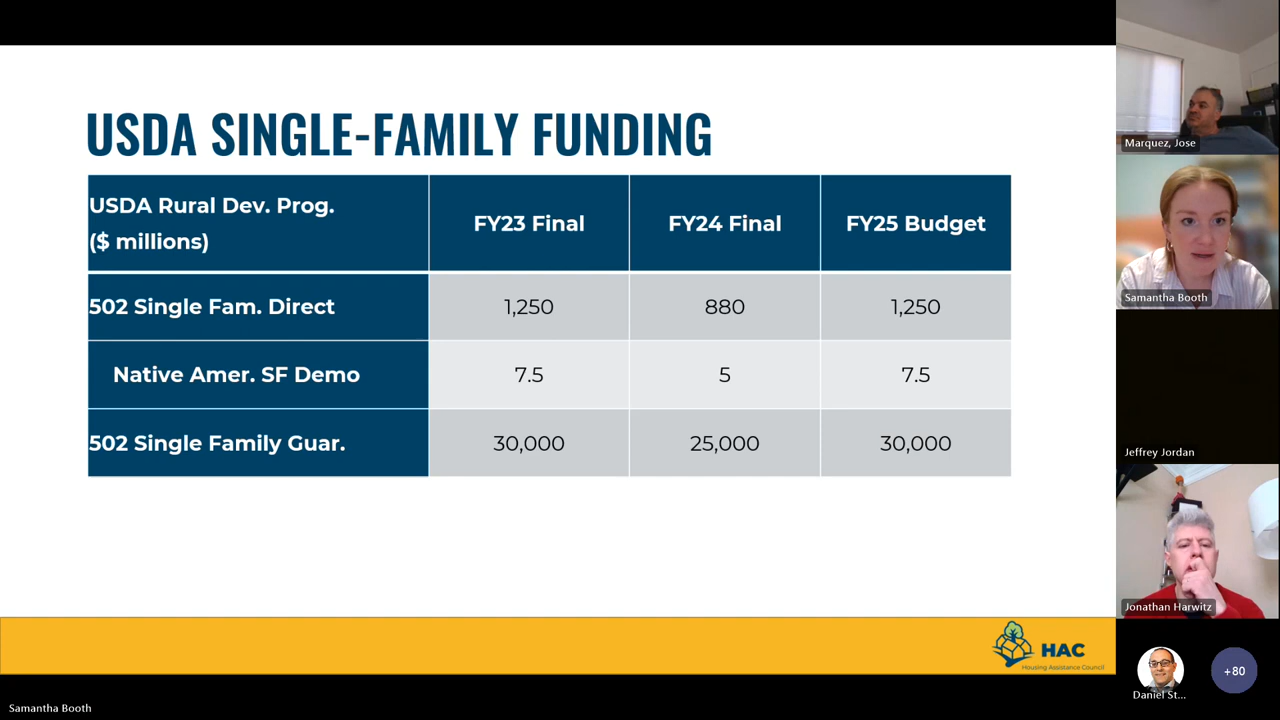 USDA SINGLE-FAMILY FUNDING
USDA Rural Dev. Prog.
($ millions)
FY23 Final
FY24 Final
FY25 Budget
502 Single Fam. Direct
1,250
880
1,250
Native Amer. SF Demo
7.5
5
7.5
502 Single Family Guar.
30,000
25,000
30,000
HAC
Housing Assistance Council
Samantha Booth
Marquez, Jose
Samantha Booth
Jeffrey Jordan
Jonathan Harwitz
Daniel St...
+80